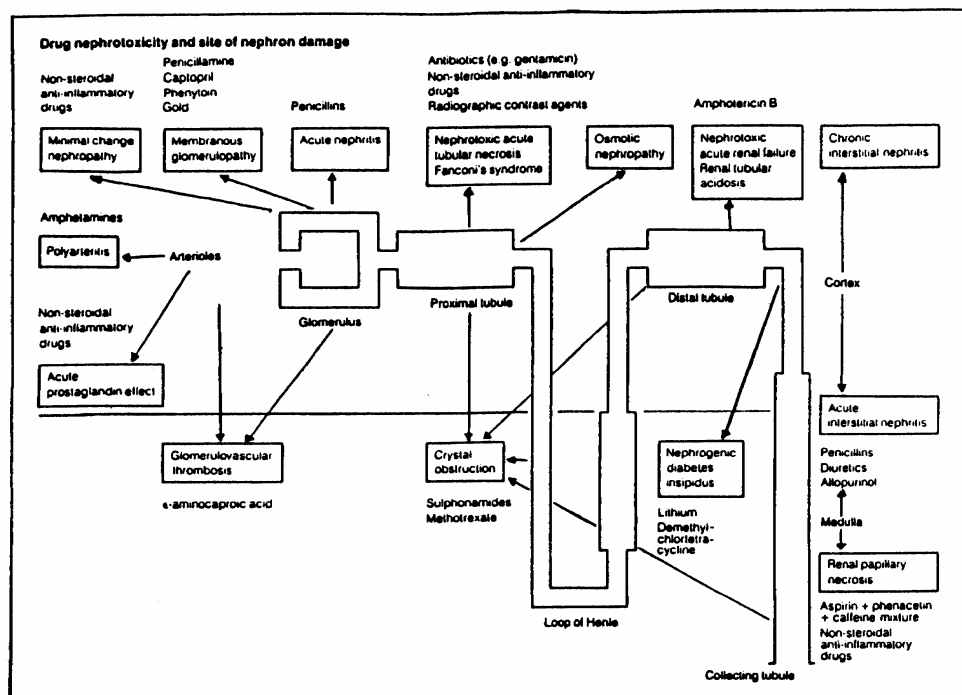 Drug nephrotoxicity and site of nephron damage
Non-steroidal
anti-inflammatory
drugs
Minimal change
nephropathy
Penicillamine
Captopril
Phenytoin
Gold
Membranous
glomerulopathy
Penicillins
Acute nephritis
Antibiotics (e.g. gentamicin)
Non-steroidal anti-inflammatory
drugs
Radiographic contrast agents
Nephrotoxic acute
tubular necrosis
Fanconi's syndrome
Osmotic
nephropathy
Amphotericin B
Nephrotoxic
acute renal failure
Renal tubular
acidosis
Chronic
interstitial nephritis
Amphetamines
Polyarteritis
Arterioles
Glomerulus
Proximal tubule
Distal tubule
Cortex
Non-steroidal
anti-inflammatory
drugs
Acute
prostaglandin effect
Glomerulovascular
thrombosis
ε-aminocaproic acid
Crystal
obstruction
Sulphonamides
Methotrexate
Nephrogenic
diabetes
insipidus
Lithium
Demethyl-
chlortetra-
cycline
Acute
interstitial nephritis
Penicillins
Diuretics
Allopurinol
Medulla
Renal papillary
necrosis
Aspirin + phenacetin
+ caffeine mixture
Non-steroidal
anti-inflammatory
drugs
Loop of Henle
Collecting tubule